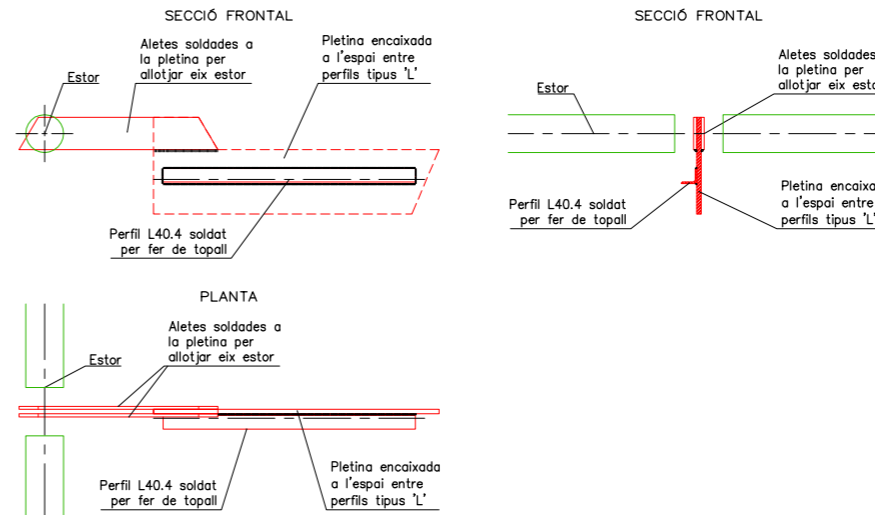 SECCIÓ FRONTAL
Aletes soldades a
la pletina per
allotjar eix estor
Pletina encaixada
a l'espai entre
perfils tipus 'L'
Estor
Perfil L40.4 soldat
per fer de topall
SECCIÓ FRONTAL
Aletes soldades
la pletina per
allotjar eix esto
Estor
Perfil L40.4 soldat
per fer de topall
Pletina encaixa
a l'espai entre
perfils tipus 'L'
PLANTA
Aletes soldades a
la pletina per
allotjar eix estor
Estor
Perfil L40.4 soldat
per fer de topall
Pletina encaixada
a l'espai entre
perfils tipus 'L'